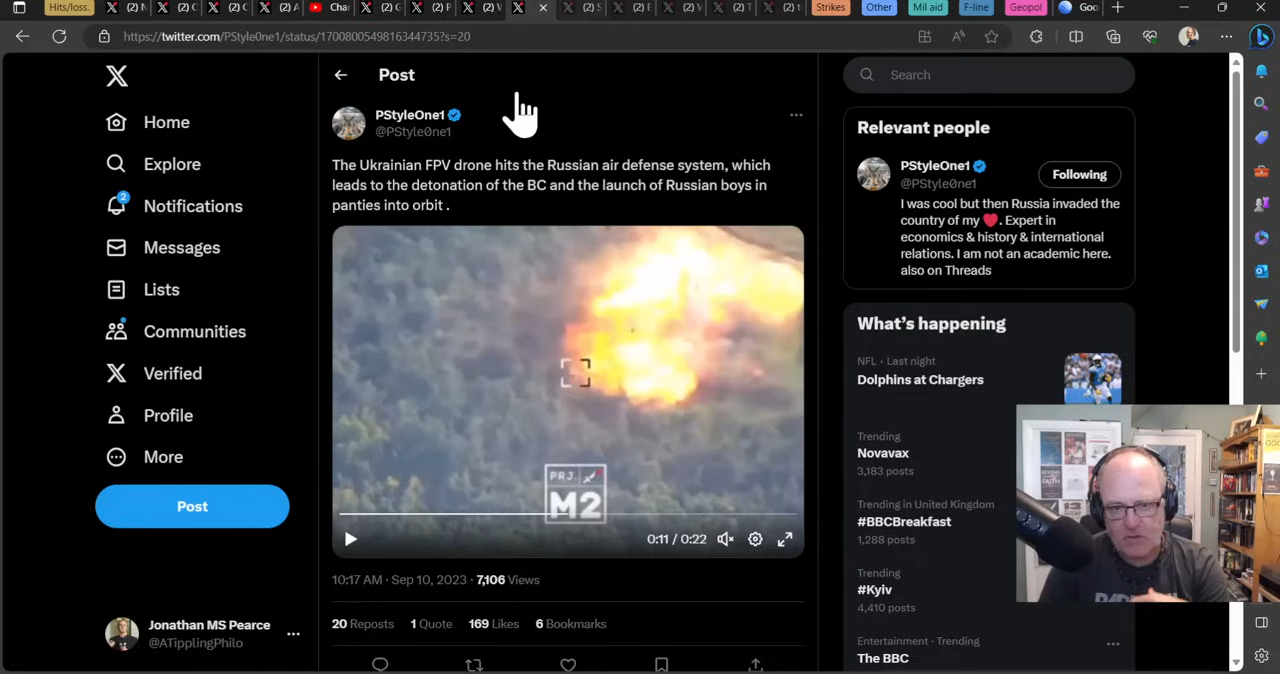 Hits/loss.
Strikes
Other
Mil aid
F-line
Geopol
Goo
https://twitter.com/PStyle0ne1/status/1700800549816344735?s=20
Post
PStyleOne1
@PStyle0ne1
The Ukrainian FPV drone hits the Russian air defense system, which
leads to the detonation of the BC and the launch of Russian boys in
panties into orbit .
PRJ.
M2
0:11 / 0:22
10:17 AM · Sep 10, 2023 · 7,106 Views
20 Reposts 1 Quote 169 Likes 6 Bookmarks
Home
Explore
2
Notifications
Messages
Lists
Communities
Verified
Profile
More
Post
Jonathan MS Pearce
@ATipplingPhilo
Search
Relevant people
PStyleOne1
@PStyle0ne1
Following
I was cool but then Russia invaded the
country of my ❤️. Expert in
economics & history & international
relations. I am not an academic here.
also on Threads
What's happening
NFL · Last night
Dolphins at Chargers
Trending
Novavax
3,183 posts
Trending in United Kingdom
#BBCBreakfast
1,288 posts
Trending
#Kyiv
4,410 posts
Entertainment · Trending
The BBC